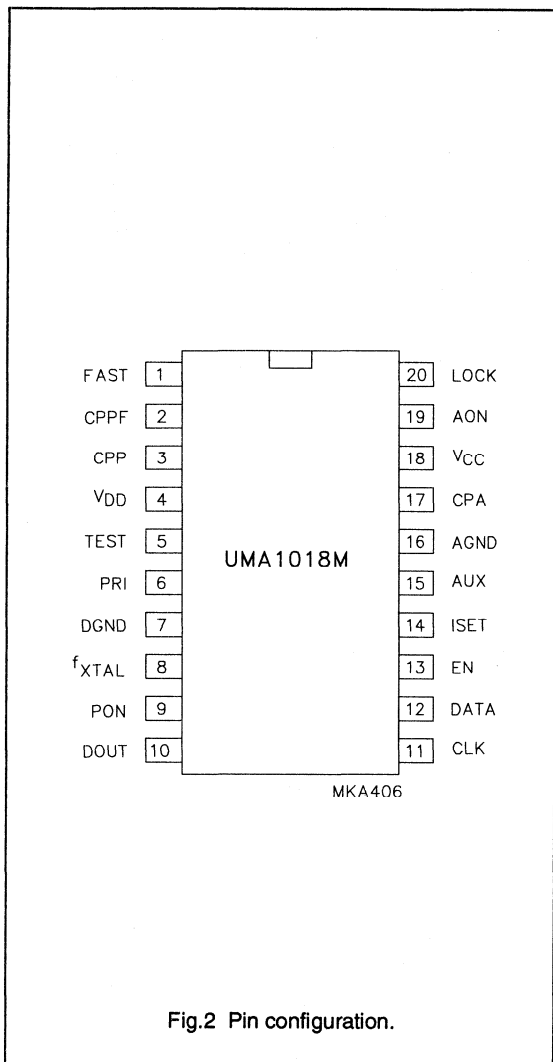 FAST 1 20 LOCK
CPPF 2 19 AON
CPP 3 18 VCC
VDD 4 17 CPA
TEST 5 16 AGND
UMA1018M
PRI 6 15 AUX
DGND 7 14 ISET
fXTAL 8 13 EN
PON 9 12 DATA
DOUT 10 11 CLK
MKA406
Fig.2 Pin configuration.